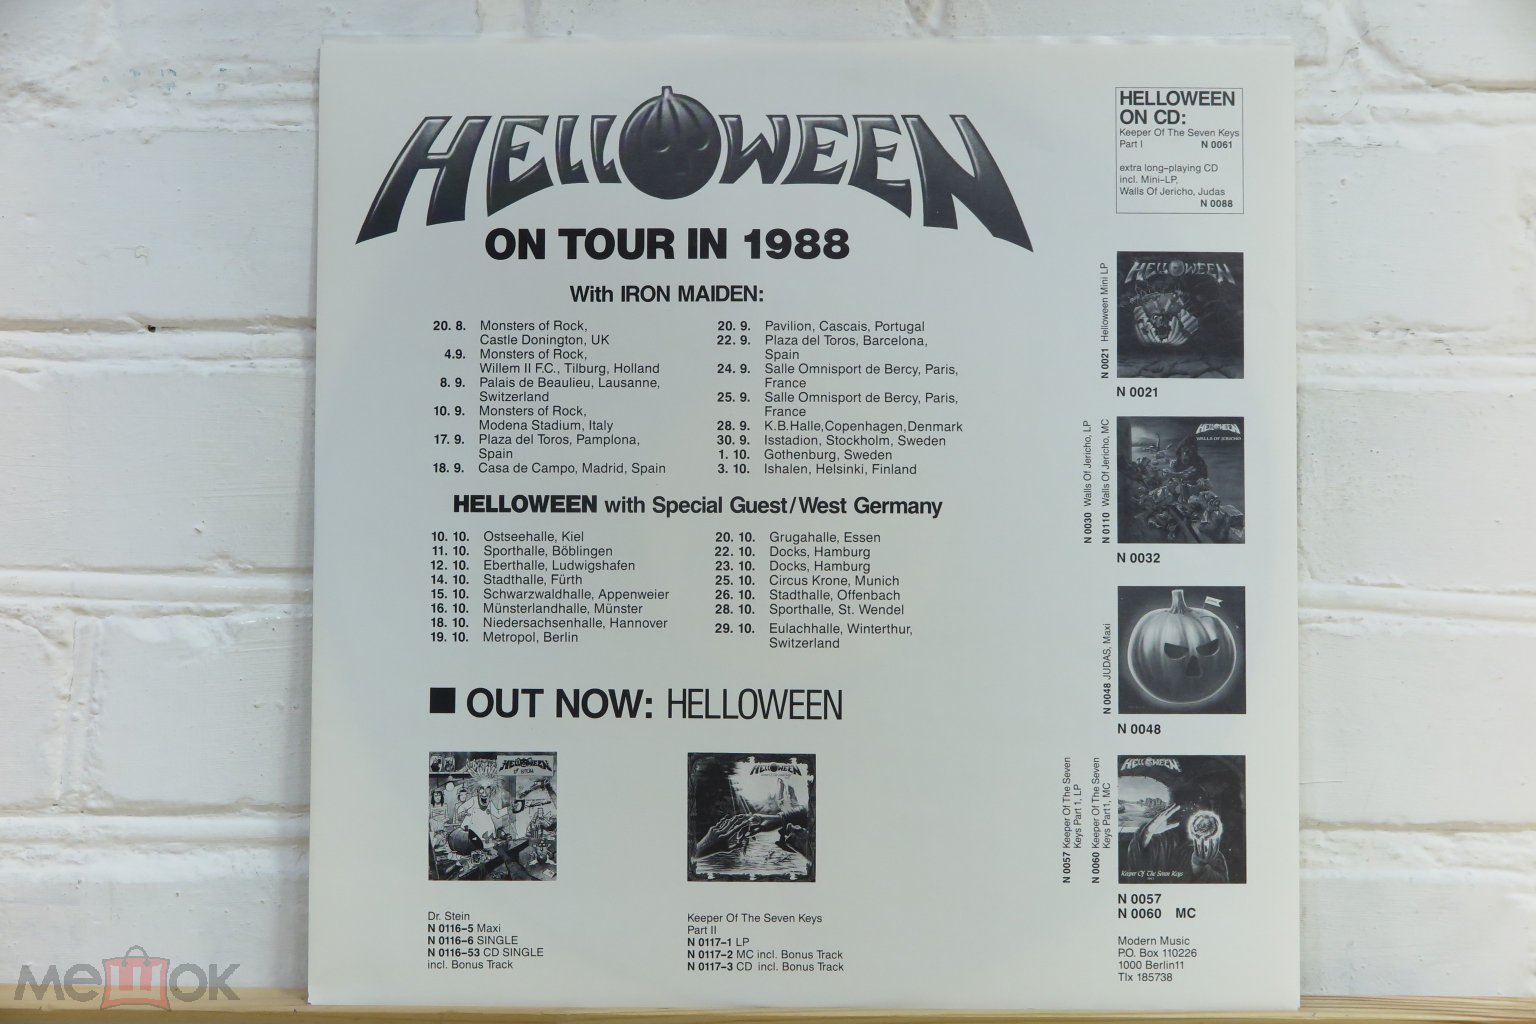 HELLOWEEN
ON TOUR IN 1988
With IRON MAIDEN:
20. 8. Monsters of Rock,
Castle Donington, UK
4.9. Monsters of Rock,
Willem II F.C., Tilburg, Holland
8. 9. Palais de Beaulieu, Lausanne,
Switzerland
10. 9. Monsters of Rock,
Modena Stadium, Italy
17. 9. Plaza del Toros, Pamplona,
Spain
18. 9. Casa de Campo, Madrid, Spain
20. 9. Pavilion, Cascais, Portugal
22. 9. Plaza del Toros, Barcelona,
Spain
24. 9. Salle Omnisport de Bercy, Paris,
France
25. 9. Salle Omnisport de Bercy, Paris,
France
28. 9. K.B.Halle,Copenhagen,Denmark
30. 9. Isstadion, Stockholm, Sweden
1. 10. Gothenburg, Sweden
3. 10. Ishalen, Helsinki, Finland
HELLOWEEN with Special Guest/West Germany
10. 10. Ostseehalle, Kiel
11. 10. Sporthalle, Böblingen
12. 10. Eberthalle, Ludwigshafen
14. 10. Stadthalle, Fürth
15. 10. Schwarzwaldhalle, Appenweier
16. 10. Münsterlandhalle, Münster
18. 10. Niedersachsenhalle, Hannover
19. 10. Metropol, Berlin
20. 10. Grugahalle, Essen
22. 10. Docks, Hamburg
23. 10. Docks, Hamburg
25. 10. Circus Krone, Munich
26. 10. Stadthalle, Offenbach
28. 10. Sporthalle, St. Wendel
29. 10. Eulachhalle, Winterthur,
Switzerland
OUT NOW: HELLOWEEN
HELLOWEEN
HELLOWEEN
Dr. Stein
N 0116-5 Maxi
N 0116-6 SINGLE
N 0116-53 CD SINGLE
incl. Bonus Track
Keeper Of The Seven Keys
Part II
N 0117-1 LP
N 0117-2 MC incl. Bonus Track
N 0117-3 CD incl. Bonus Track
HELLOWEEN
ON CD:
Keeper Of The Seven Keys
Part I N 0061
extra long-playing CD
incl. Mini-LP,
Walls Of Jericho, Judas
N 0088
N 0021 Helloween Mini LP
HELLOWEEN
N 0021
N 0030 Walls Of Jericho, LP
N 0110 Walls Of Jericho, MC
HELLOWEEN
WALLS OF JERICHO
N 0032
N 0048 JUDAS, Maxi
N 0048
N 0057 Keeper Of The Seven
Keys Part 1, LP
N 0060 Keeper Of The Seven
Keys Part 1, MC
HELLOWEEN
Keeper Of The Seven Keys
N 0057
N 0060 MC
Modern Music
P.O. Box 110226
1000 Berlin11
Tlx 185738
мешок